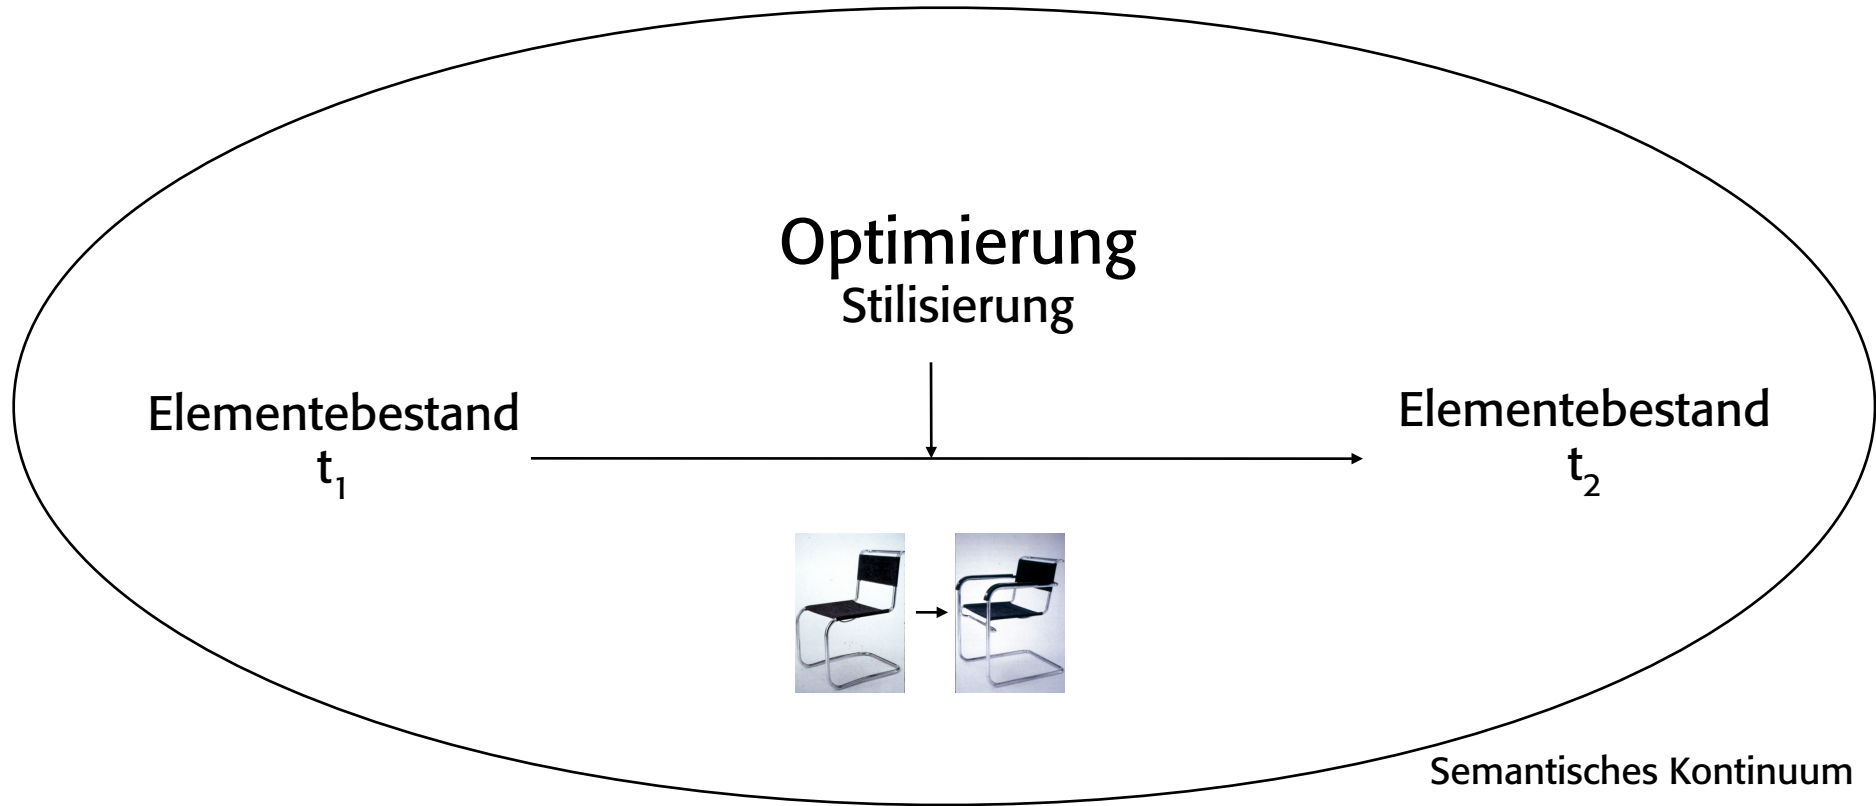 Optimierung
Stilisierung
Elementebestand
t₁
Elementebestand
t₂
Semantisches Kontinuum